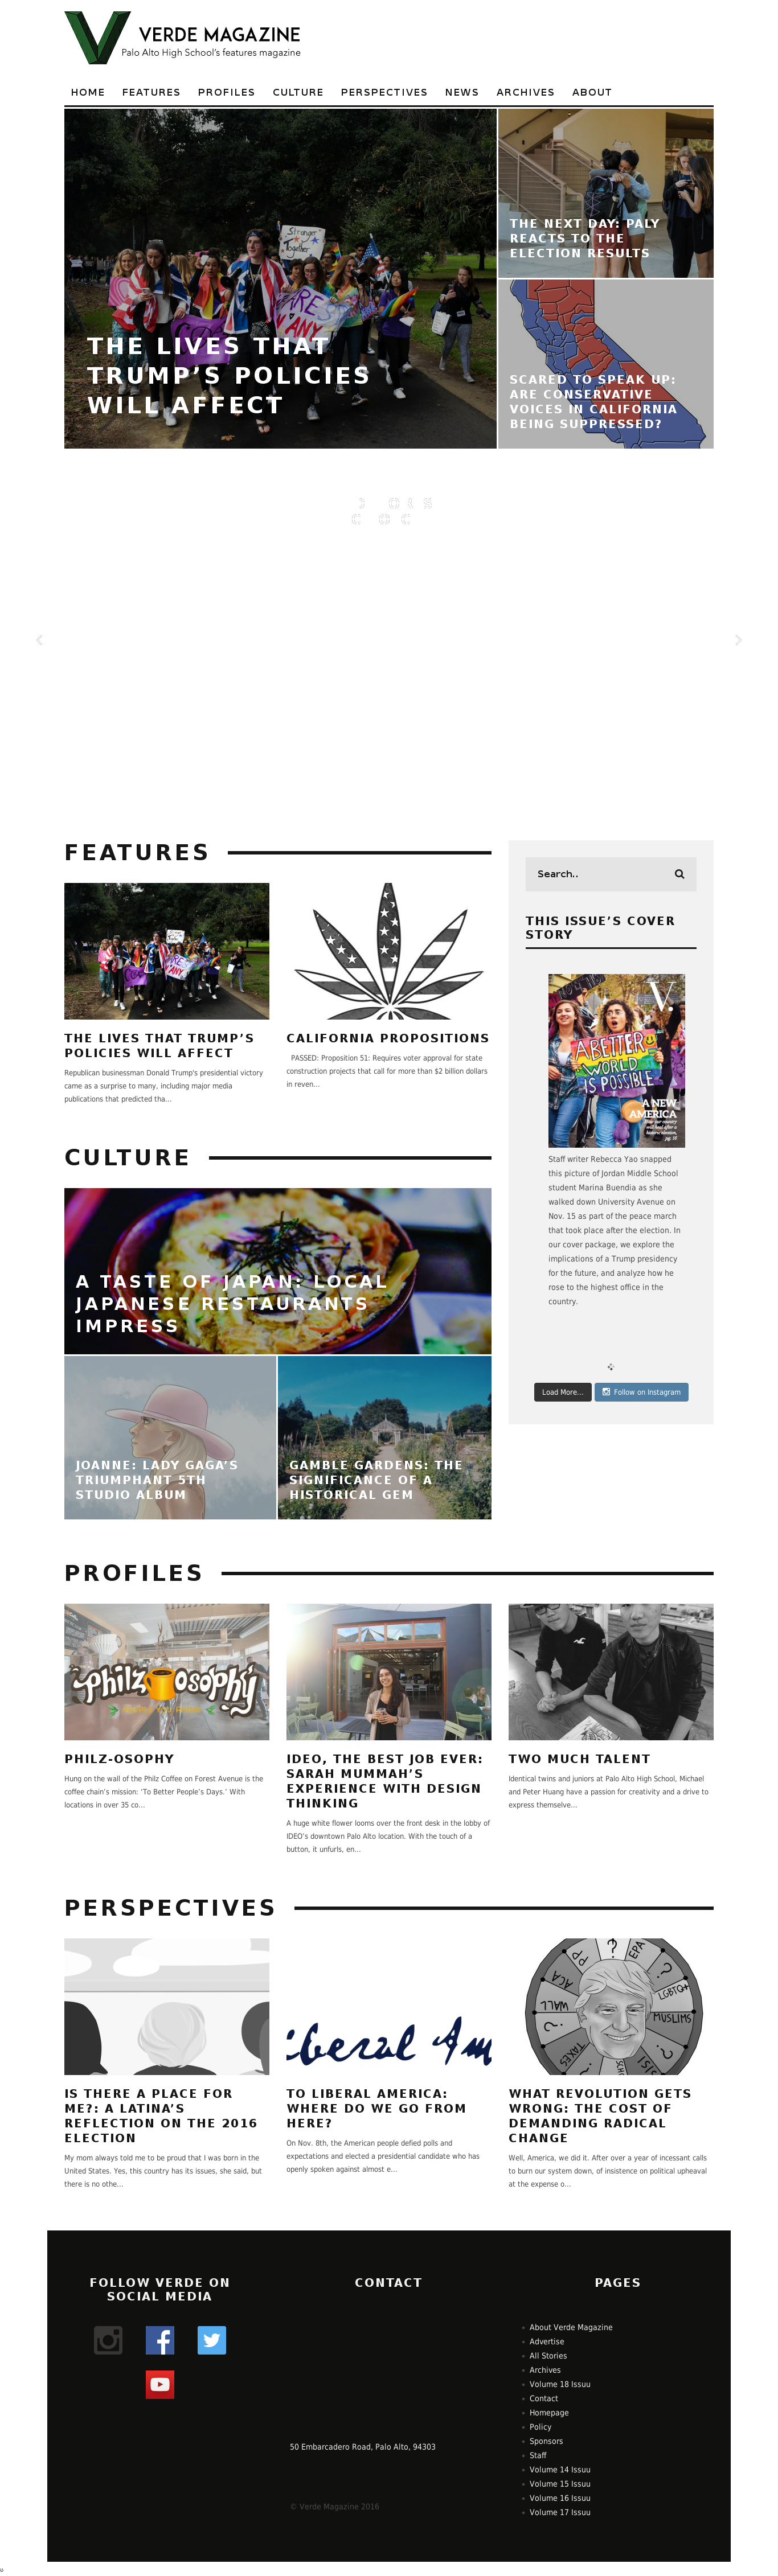 VERDE MAGAZINE
Palo Alto High School's features magazine
HOME FEATURES PROFILES CULTURE PERSPECTIVES NEWS ARCHIVES ABOUT
Stronger
Together
THE LIVES THAT
TRUMP'S POLICIES
WILL AFFECT
THE NEXT DAY: PALY
REACTS TO THE
ELECTION RESULTS
SCARED TO SPEAK UP:
ARE CONSERVATIVE
VOICES IN CALIFORNIA
BEING SUPPRESSED?
FEATURES
THE LIVES THAT TRUMP'S
POLICIES WILL AFFECT
Republican businessman Donald Trump's presidential victory
came as a surprise to many, including major media
publications that predicted tha...
CALIFORNIA PROPOSITIONS
PASSED: Proposition 51: Requires voter approval for state
construction projects that call for more than $2 billion dollars
in reven...
Search..
THIS ISSUE'S COVER
STORY
V.
A BETTER
WORLD
IS POSSIBLE
A NEW
AMERICA
Staff writer Rebecca Yao snapped
this picture of Jordan Middle School
student Marina Buendia as she
walked down University Avenue on
Nov. 15 as part of the peace march
that took place after the election. In
our cover package, we explore the
implications of a Trump presidency
for the future, and analyze how he
rose to the highest office in the
country.
Load More...
Follow on Instagram
CULTURE
A TASTE OF JAPAN: LOCAL
JAPANESE RESTAURANTS
IMPRESS
JOANNE: LADY GAGA'S
TRIUMPHANT 5TH
STUDIO ALBUM
GAMBLE GARDENS: THE
SIGNIFICANCE OF A
HISTORICAL GEM
PROFILES
philzosophy
PHILZ-OSOPHY
Hung on the wall of the Philz Coffee on Forest Avenue is the
coffee chain's mission: 'To Better People's Days.' With
locations in over 35 co...
IDEO, THE BEST JOB EVER:
SARAH MUMMAH'S
EXPERIENCE WITH DESIGN
THINKING
A huge white flower looms over the front desk in the lobby of
IDEO's downtown Palo Alto location. With the touch of a
button, it unfurls, en...
TWO MUCH TALENT
Identical twins and juniors at Palo Alto High School, Michael
and Peter Huang have a passion for creativity and a drive to
express themselve...
PERSPECTIVES
IS THERE A PLACE FOR
ME?: A LATINA'S
REFLECTION ON THE 2016
ELECTION
My mom always told me to be proud that I was born in the
United States. Yes, this country has its issues, she said, but
there is no othe...
iberal Am
TO LIBERAL AMERICA:
WHERE DO WE GO FROM
HERE?
On Nov. 8th, the American people defied polls and
expectations and elected a presidential candidate who has
openly spoken against almost e...
?
EPA
?
LGBTQ+
MUSLIMS
ISIS
TAXES
?
WALL
ACA
PP
WHAT REVOLUTION GETS
WRONG: THE COST OF
DEMANDING RADICAL
CHANGE
Well, America, we did it. After over a year of incessant calls
to burn our system down, of insistence on political upheaval
at the expense o...
FOLLOW VERDE ON
SOCIAL MEDIA
CONTACT
50 Embarcadero Road, Palo Alto, 94303
© Verde Magazine 2016
PAGES
About Verde Magazine
Advertise
All Stories
Archives
Volume 18 Issuu
Contact
Homepage
Policy
Sponsors
Staff
Volume 14 Issuu
Volume 15 Issuu
Volume 16 Issuu
Volume 17 Issuu